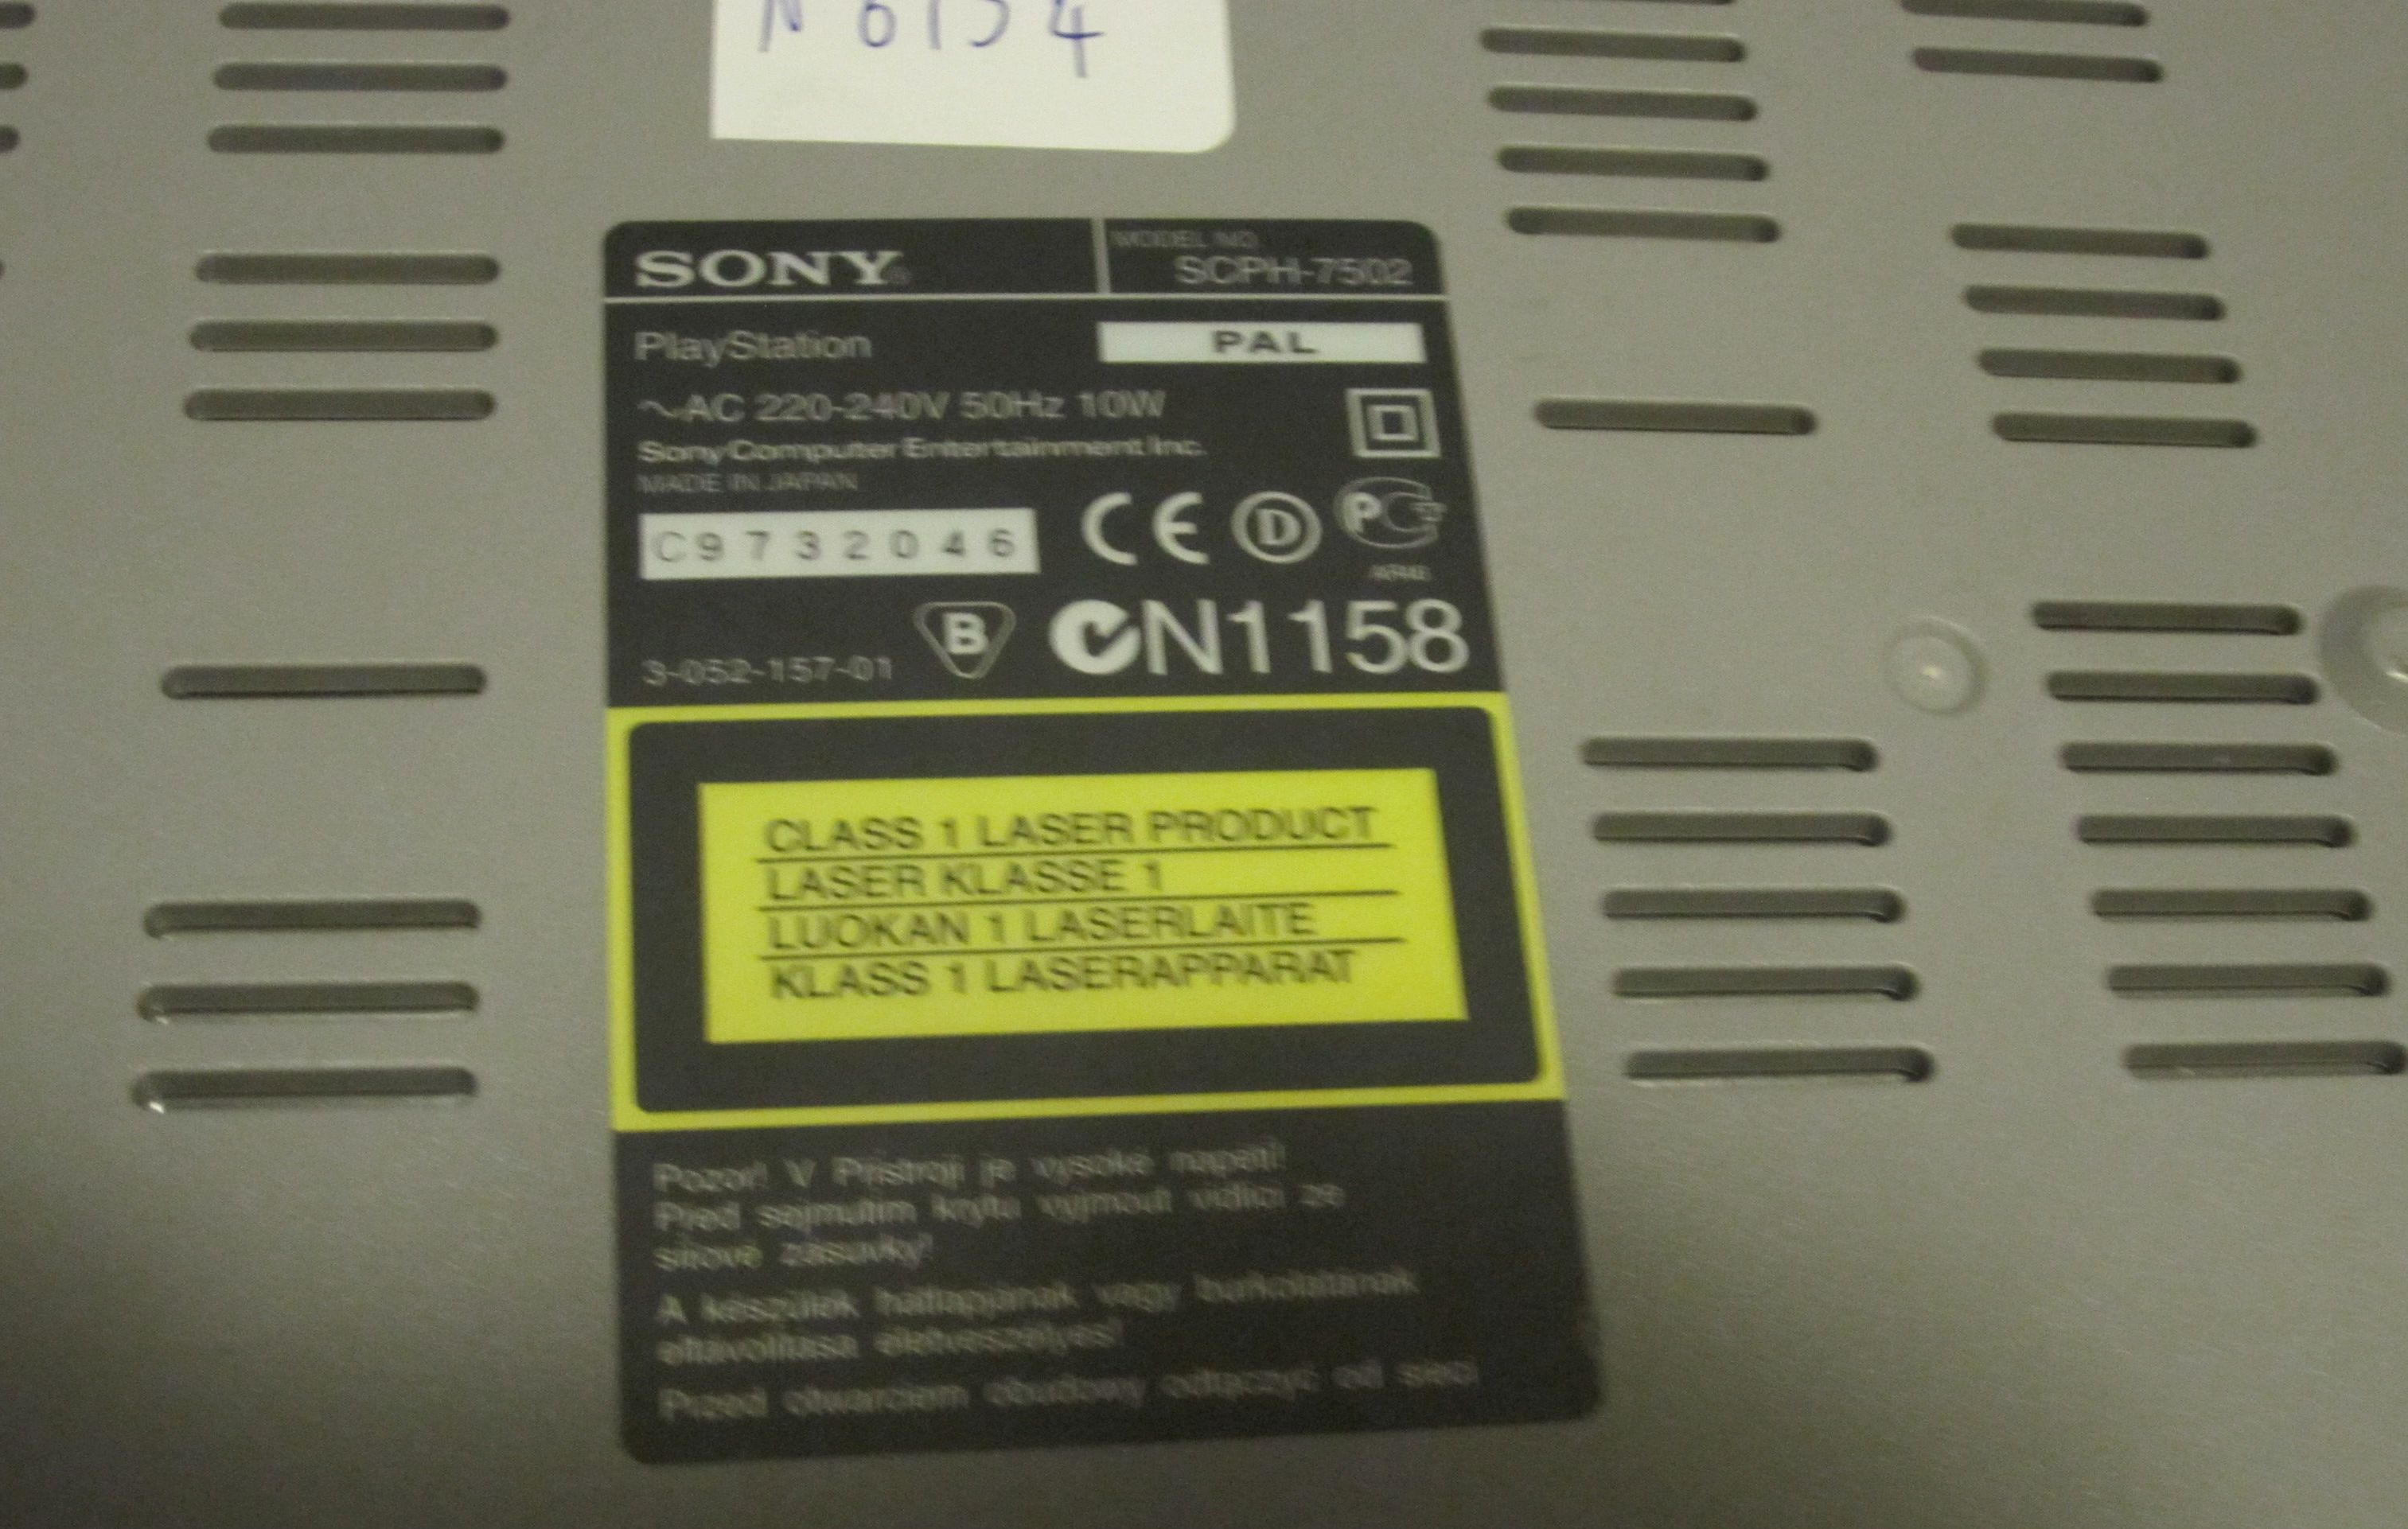 N 6154
SONY®
MODEL NO.
SCPH-7502
PlayStation
PAL
~AC 220-240V 50Hz 10W
Sony Computer Entertainment Inc.
MADE IN JAPAN
C9732046
CE D PC
B N1158
3-052-157-01
CLASS 1 LASER PRODUCT
LASER KLASSE 1
LUOKAN 1 LASERLAITE
KLASS 1 LASERAPPARAT
Pozor! V Přístroji je vysoké napětí!
Před sejmutím krytu vyjmout vidlici ze
síťové zásuvky!
A készülék hátlapjának vagy burkolatának
eltávolítása életveszélyes!
Przed otwarciem obudowy odłączyć od sieci